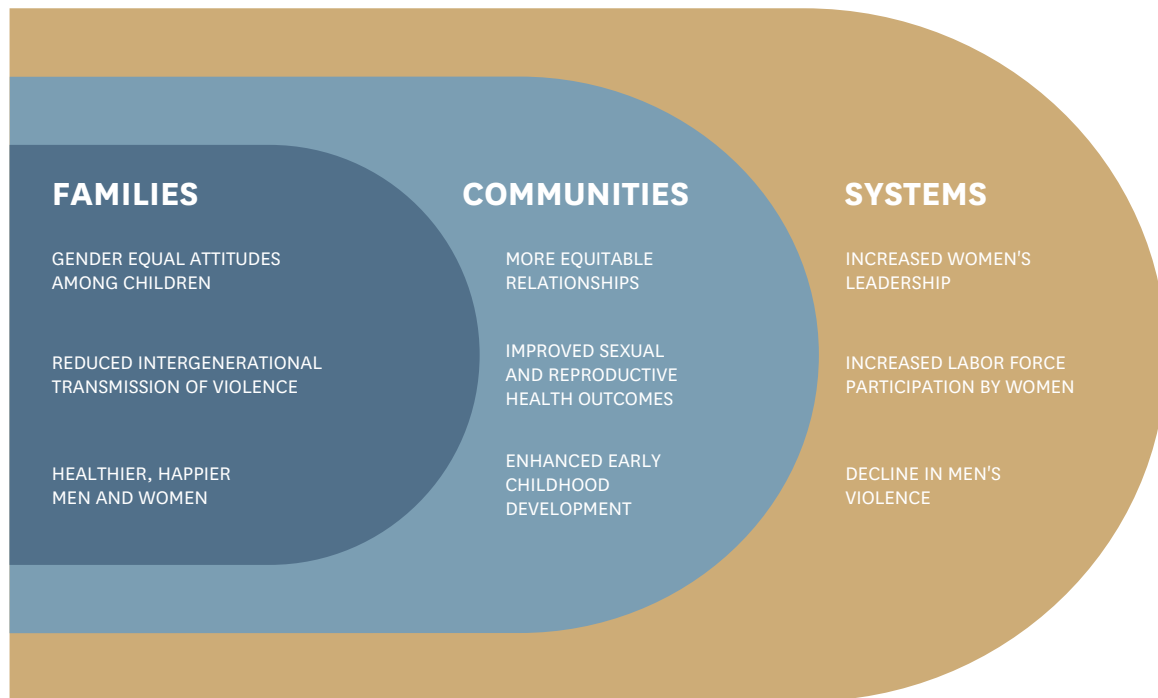 FAMILIES
GENDER EQUAL ATTITUDES
AMONG CHILDREN
REDUCED INTERGENERATIONAL
TRANSMISSION OF VIOLENCE
HEALTHIER, HAPPIER
MEN AND WOMEN
COMMUNITIES
MORE EQUITABLE
RELATIONSHIPS
IMPROVED SEXUAL
AND REPRODUCTIVE
HEALTH OUTCOMES
ENHANCED EARLY
CHILDHOOD
DEVELOPMENT
SYSTEMS
INCREASED WOMEN'S
LEADERSHIP
INCREASED LABOR FORCE
PARTICIPATION BY WOMEN
DECLINE IN MEN'S
VIOLENCE